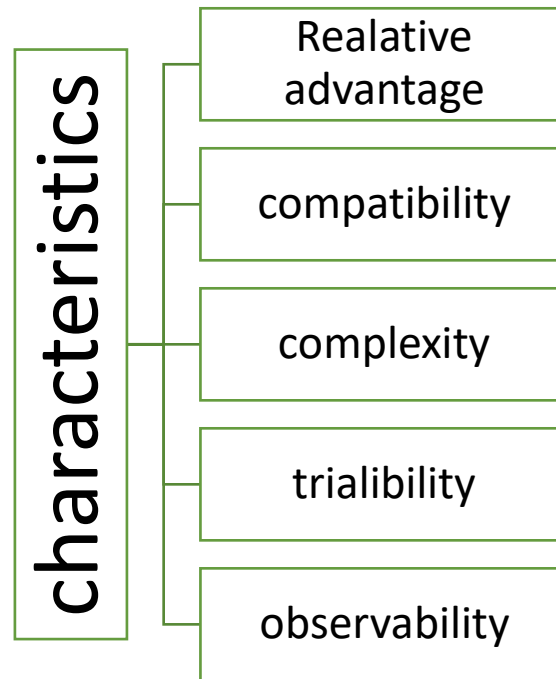 characteristics
Realative
advantage
compatibility
complexity
trialibility
observability